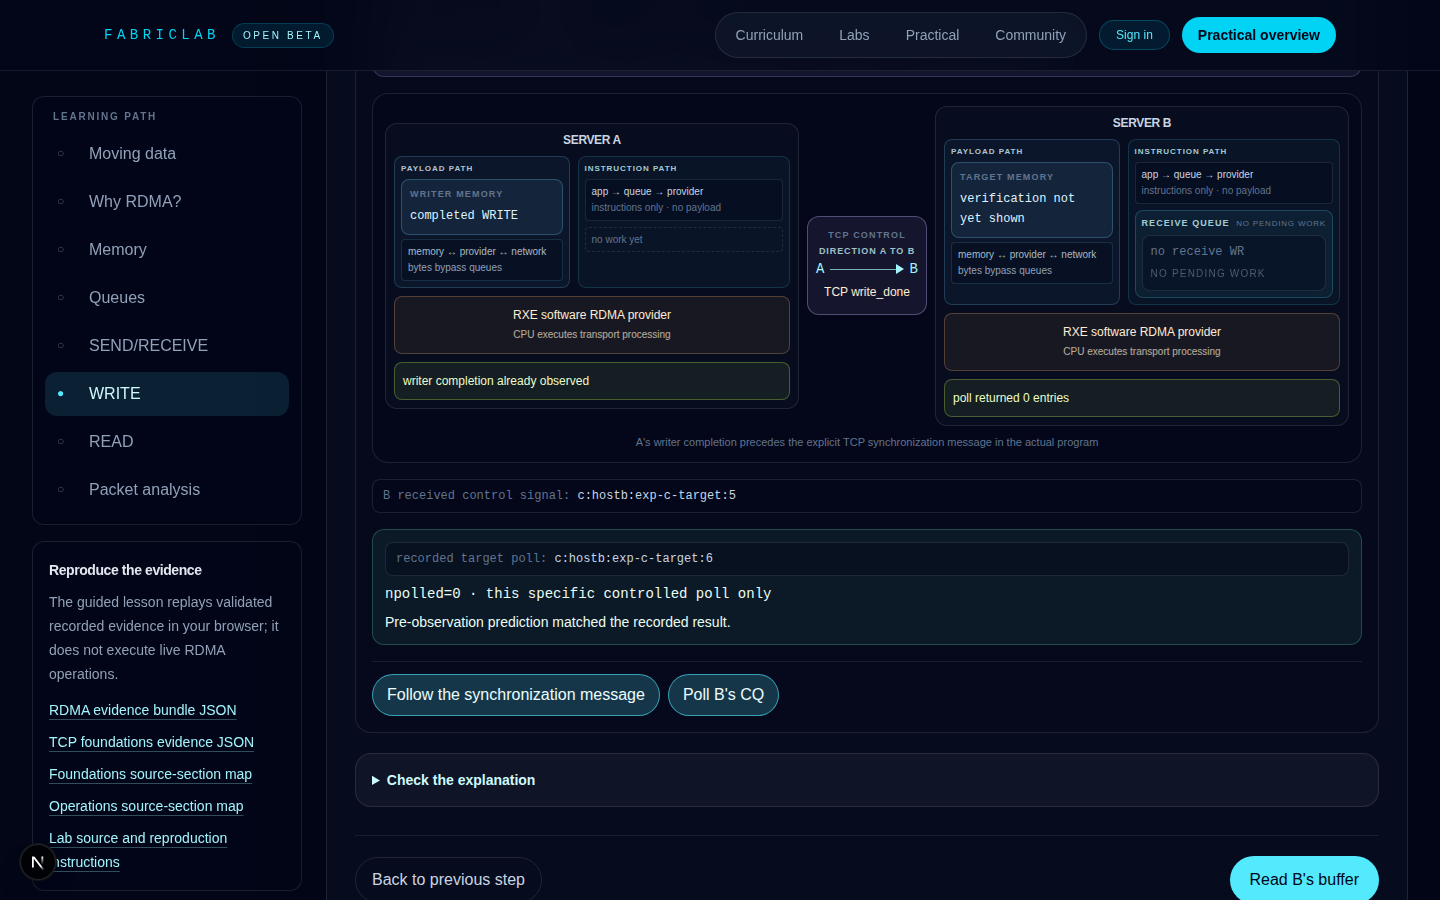 FABRICLAB
OPEN BETA
Curriculum
Labs
Practical
Community
Sign in
Practical overview
LEARNING PATH
Moving data
Why RDMA?
Memory
Queues
SEND/RECEIVE
WRITE
READ
Packet analysis
Reproduce the evidence
The guided lesson replays validated
recorded evidence in your browser; it
does not execute live RDMA
operations.
RDMA evidence bundle JSON
TCP foundations evidence JSON
Foundations source-section map
Operations source-section map
Lab source and reproduction
instructions
N
SERVER A
PAYLOAD PATH
WRITER MEMORY
completed WRITE
memory ↔ provider ↔ network
bytes bypass queues
INSTRUCTION PATH
app → queue → provider
instructions only · no payload
no work yet
RXE software RDMA provider
CPU executes transport processing
writer completion already observed
TCP CONTROL
DIRECTION A TO B
A B
TCP write_done
SERVER B
PAYLOAD PATH
TARGET MEMORY
verification not
yet shown
memory ↔ provider ↔ network
bytes bypass queues
INSTRUCTION PATH
app → queue → provider
instructions only · no payload
RECEIVE QUEUE NO PENDING WORK
no receive WR
NO PENDING WORK
RXE software RDMA provider
CPU executes transport processing
poll returned 0 entries
A's writer completion precedes the explicit TCP synchronization message in the actual program
B received control signal: c:hostb:exp-c-target:5
recorded target poll: c:hostb:exp-c-target:6
npolled=0 · this specific controlled poll only
Pre-observation prediction matched the recorded result.
Follow the synchronization message
Poll B's CQ
Check the explanation
Back to previous step
Read B's buffer